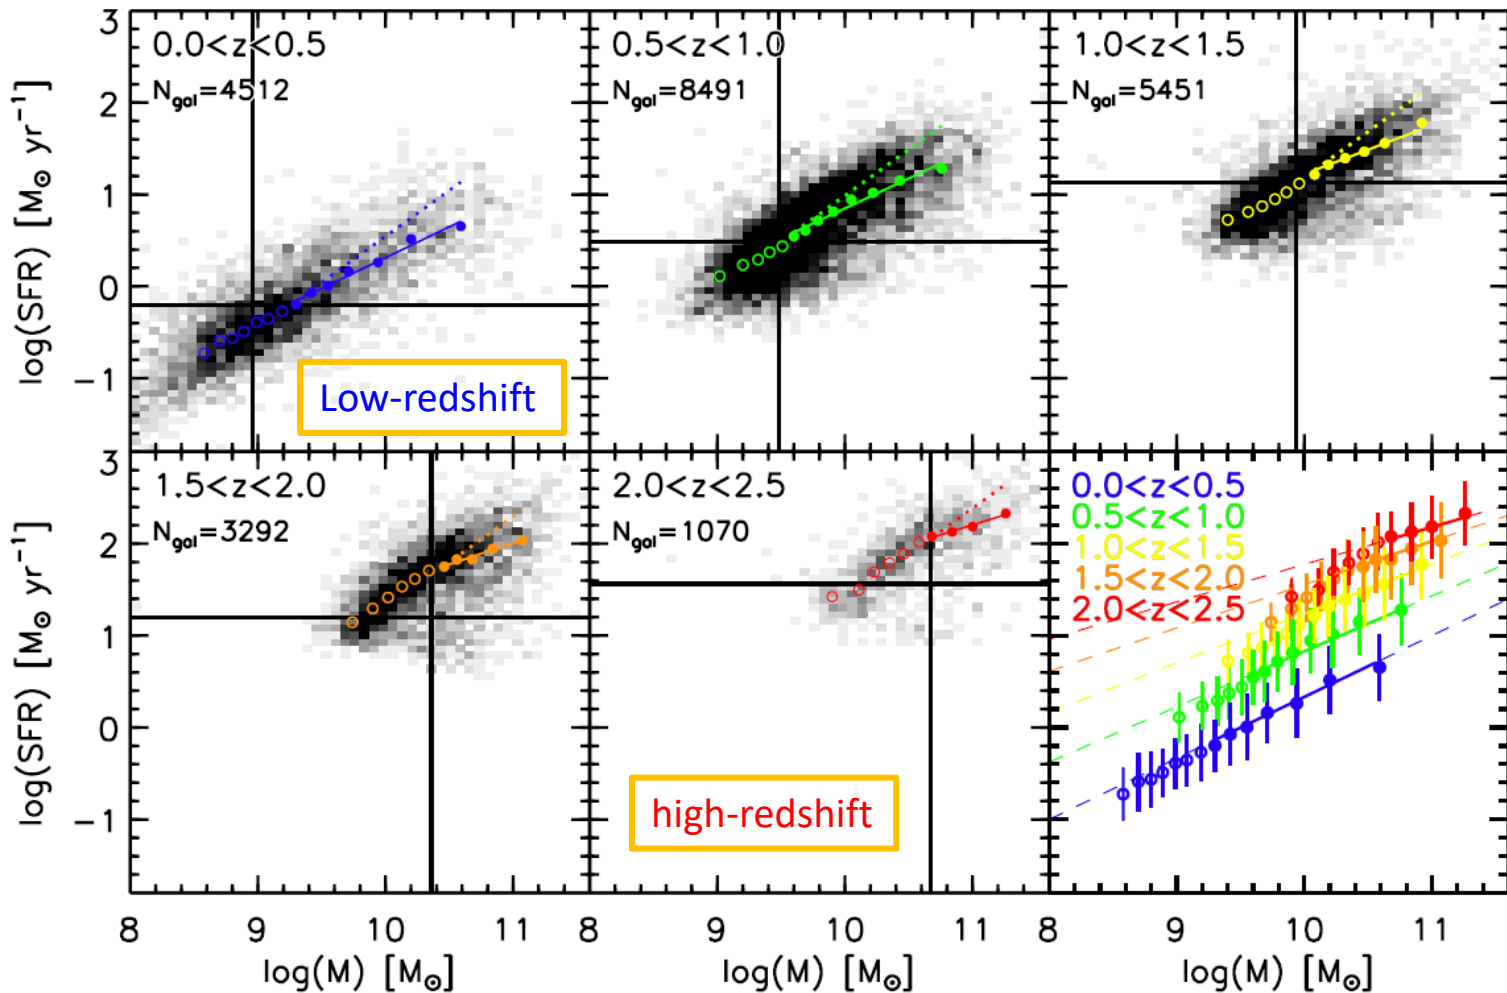 0.0<z<0.5
N_gal=4512
0.5<z<1.0
N_gal=8491
1.0<z<1.5
N_gal=5451
3
2
1
0
−1
log(SFR) [M⊙ yr⁻¹]
Low-redshift
1.5<z<2.0
N_gal=3292
2.0<z<2.5
N_gal=1070
0.0<z<0.5
0.5<z<1.0
1.0<z<1.5
1.5<z<2.0
2.0<z<2.5
3
2
1
0
−1
log(SFR) [M⊙ yr⁻¹]
high-redshift
8 9 10 11 8 9 10 11 9 10 11
log(M) [M⊙] log(M) [M⊙] log(M) [M⊙]